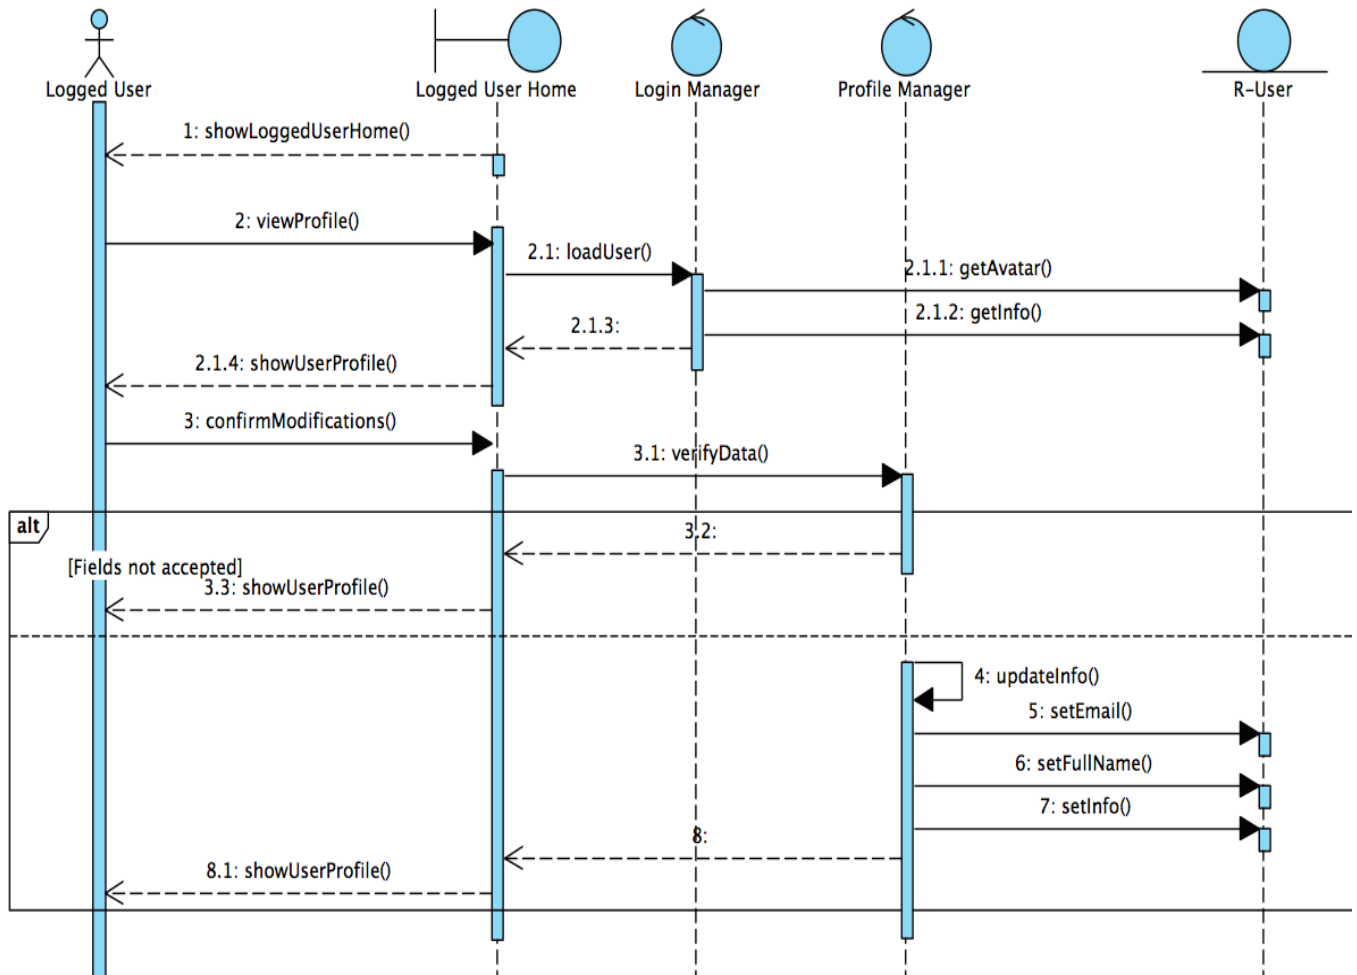 Logged User
Logged User Home
Login Manager
Profile Manager
R-User
1: showLoggedUserHome()
2: viewProfile()
2.1: loadUser()
2.1.1: getAvatar()
2.1.2: getInfo()
2.1.3:
2.1.4: showUserProfile()
3: confirmModifications()
3.1: verifyData()
alt
3.2:
[Fields not accepted]
3.3: showUserProfile()
4: updateInfo()
5: setEmail()
6: setFullName()
7: setInfo()
8:
8.1: showUserProfile()